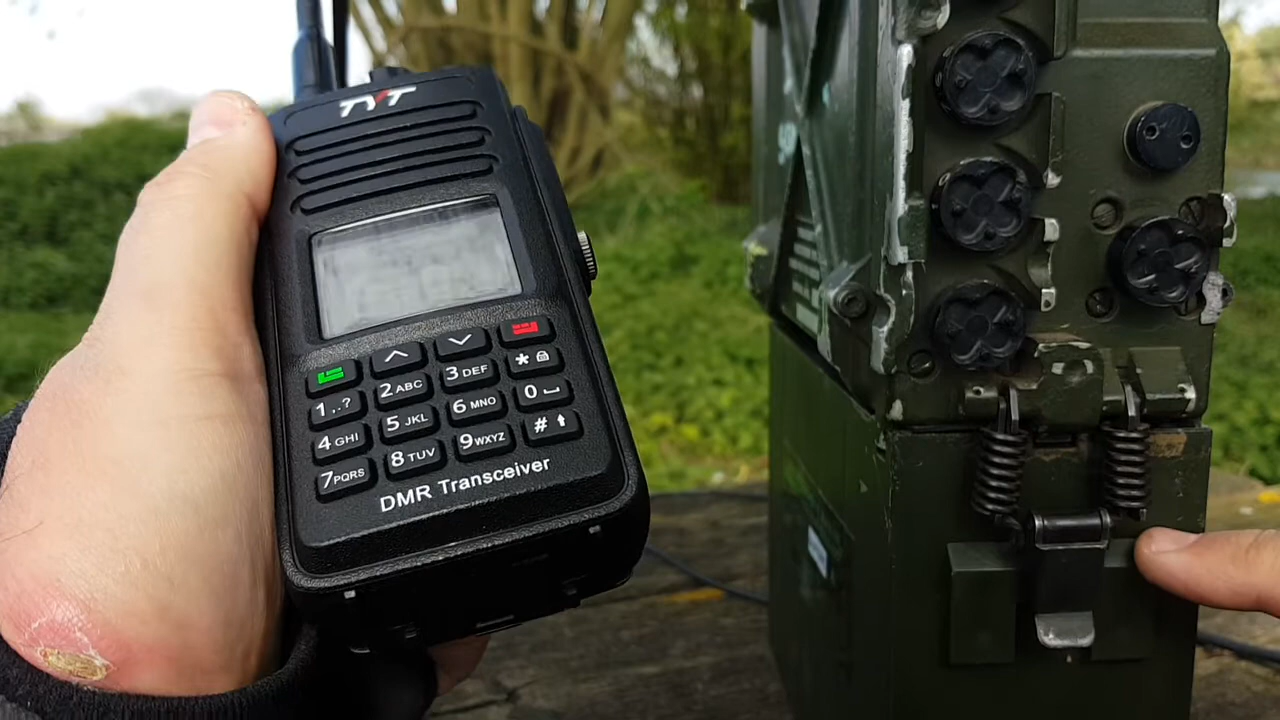 TYT
1,.? 2ABC 3DEF *
4GHI 5JKL 6MNO 0
7PQRS 8TUV 9WXYZ #
DMR Transceiver